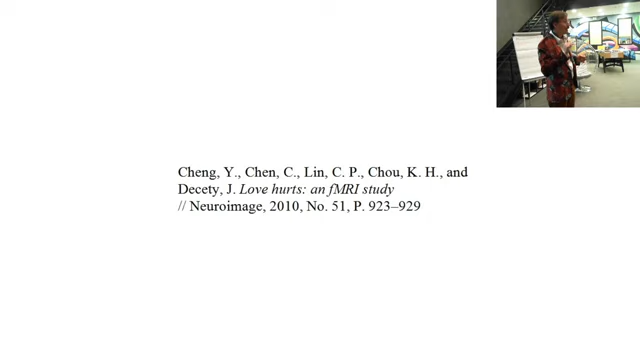 Cheng, Y., Chen, C., Lin, C. P., Chou, K. H., and
Decety, J. Love hurts: an fMRI study
// Neuroimage, 2010, No. 51, P. 923–929